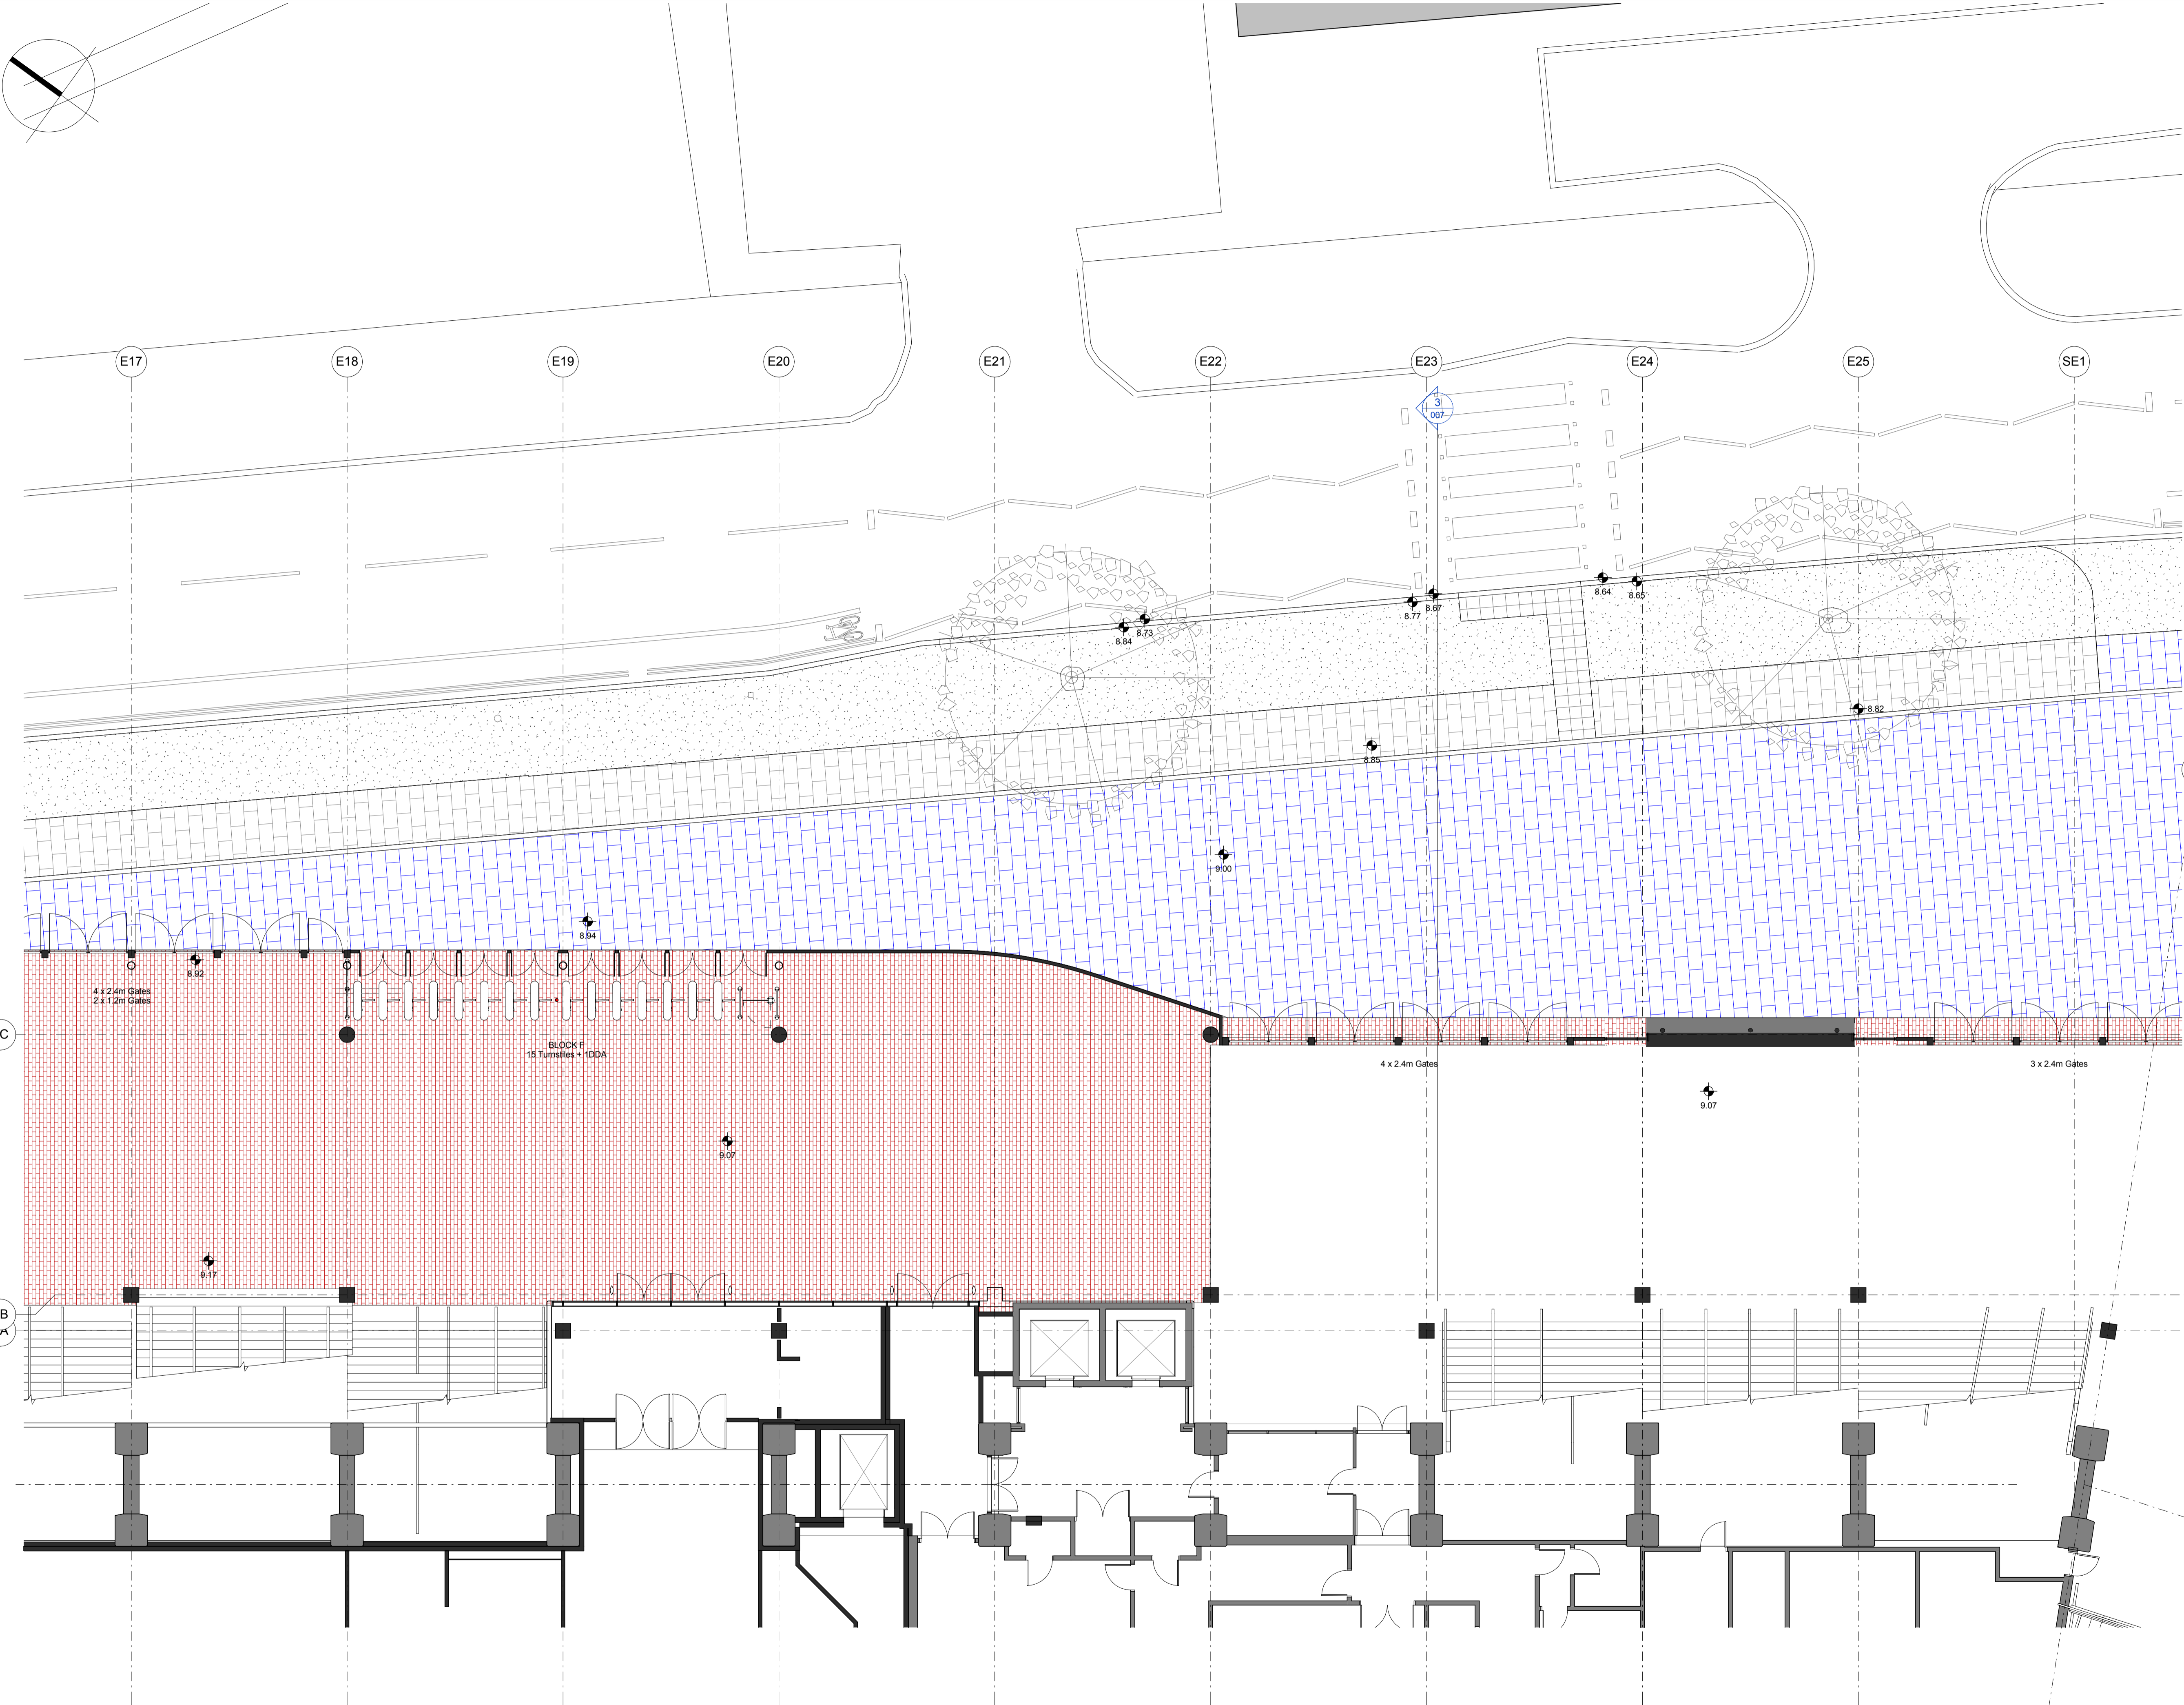 E17
E18
E19
E20
E21
E22
E23
E24
E25
SE1
3
007
8.64
8.65
8.67
8.77
8.73
8.84
8.82
8.85
9.00
8.94
8.92
4 x 2.4m Gates
2 x 1.2m Gates
C
BLOCK F
15 Turnstiles + 1DDA
4 x 2.4m Gates
3 x 2.4m Gates
9.07
9.07
9.17
B
A